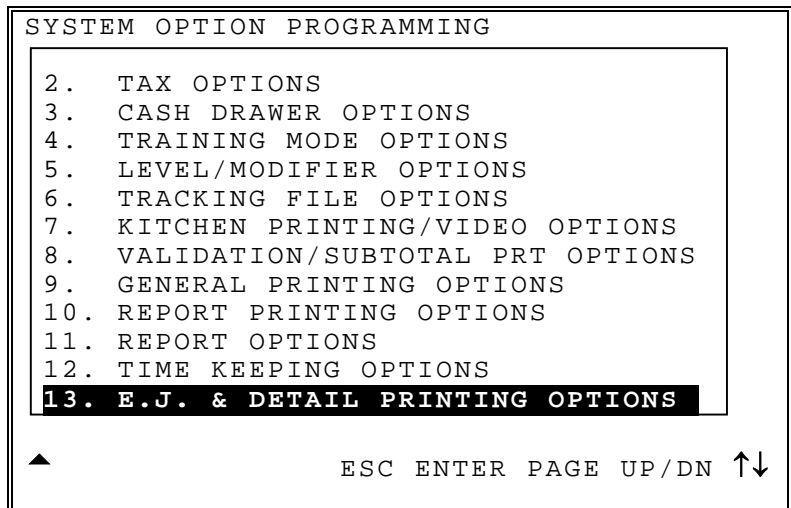 SYSTEM OPTION PROGRAMMING
2. TAX OPTIONS
3. CASH DRAWER OPTIONS
4. TRAINING MODE OPTIONS
5. LEVEL/MODIFIER OPTIONS
6. TRACKING FILE OPTIONS
7. KITCHEN PRINTING/VIDEO OPTIONS
8. VALIDATION/SUBTOTAL PRT OPTIONS
9. GENERAL PRINTING OPTIONS
10. REPORT PRINTING OPTIONS
11. REPORT OPTIONS
12. TIME KEEPING OPTIONS
13. E.J. & DETAIL PRINTING OPTIONS
▲ ESC ENTER PAGE UP/DN ↑↓